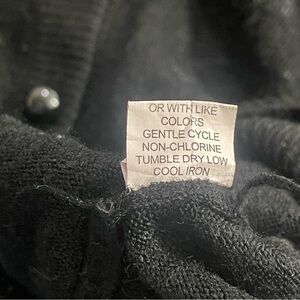 OR WITH LIKE
COLORS
GENTLE CYCLE
NON-CHLORINE
TUMBLE DRY LOW
COOL IRON